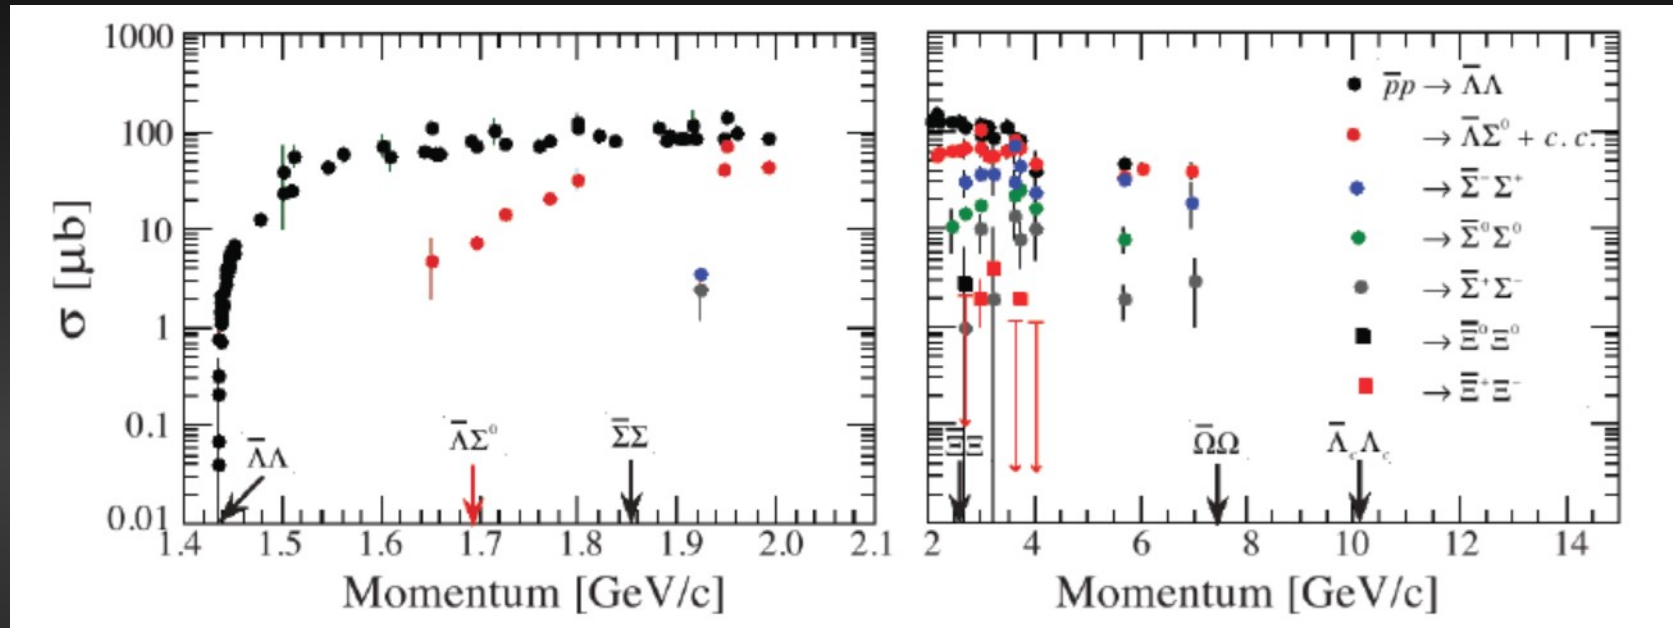 1000
100
10
1
0.1
0.01
σ [μb]
Λ̅Λ
Λ̅Σ⁰
Σ̅Σ
1.4 1.5 1.6 1.7 1.8 1.9 2.0 2.1
Momentum [GeV/c]
p̅p → Λ̅Λ
→ Λ̅Σ⁰ + c.c.
→ Σ̅⁻Σ⁺
→ Σ̅⁰Σ⁰
→ Σ̅⁺Σ⁻
→ Ξ̅⁰Ξ⁰
→ Ξ̅⁺Ξ⁻
Ξ̅Ξ
Ω̅Ω
Λ̅cΛc
2 4 6 8 10 12 14
Momentum [GeV/c]